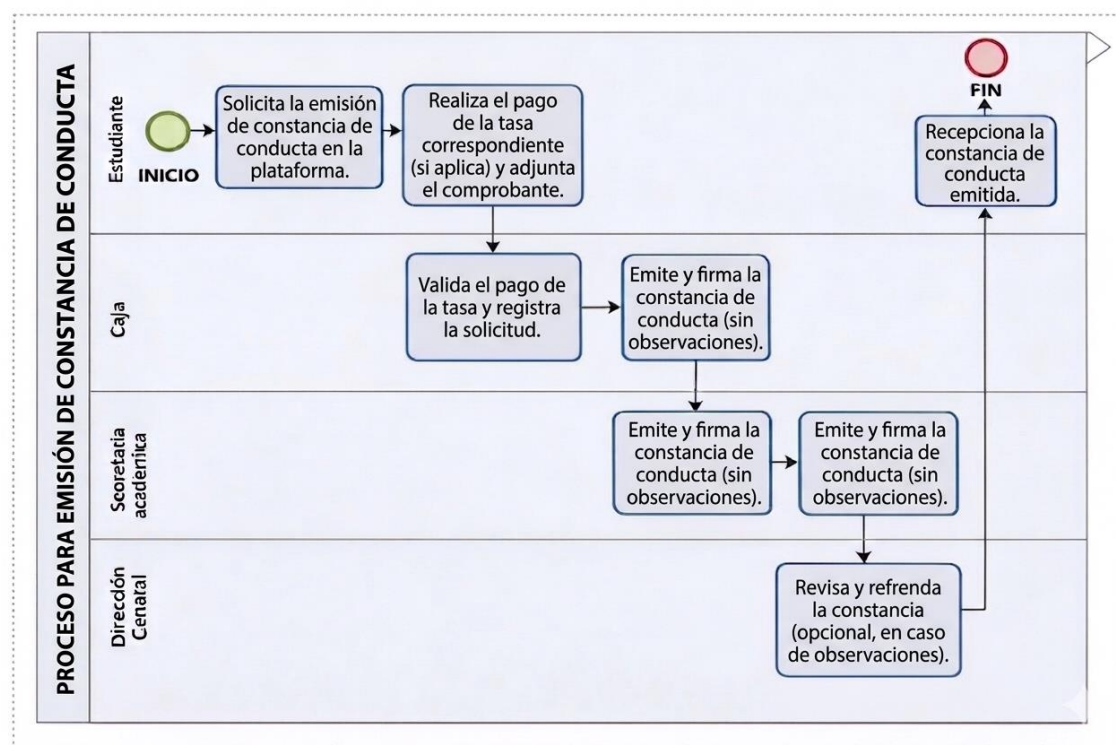 PROCESO PARA EMISIÓN DE CONSTANCIA DE CONDUCTA
Estudiante
INICIO
Solicita la emisión
de constancia de
conducta en la
plataforma.
Realiza el pago
de la tasa
correspondiente
(si aplica) y adjunta
el comprobante.
FIN
Recepciona la
constancia de
conducta
emitida.
Caja
Valida el pago de
la tasa y registra
la solicitud.
Emite y firma la
constancia de
conducta (sin
observaciones).
Scoretatia
academika
Emite y firma la
constancia de
conducta (sin
observaciones).
Emite y firma la
constancia de
conducta (sin
observaciones).
Dirección
Cenatal
Revisa y refrenda
la constancia
(opcional, en caso
de observaciones).